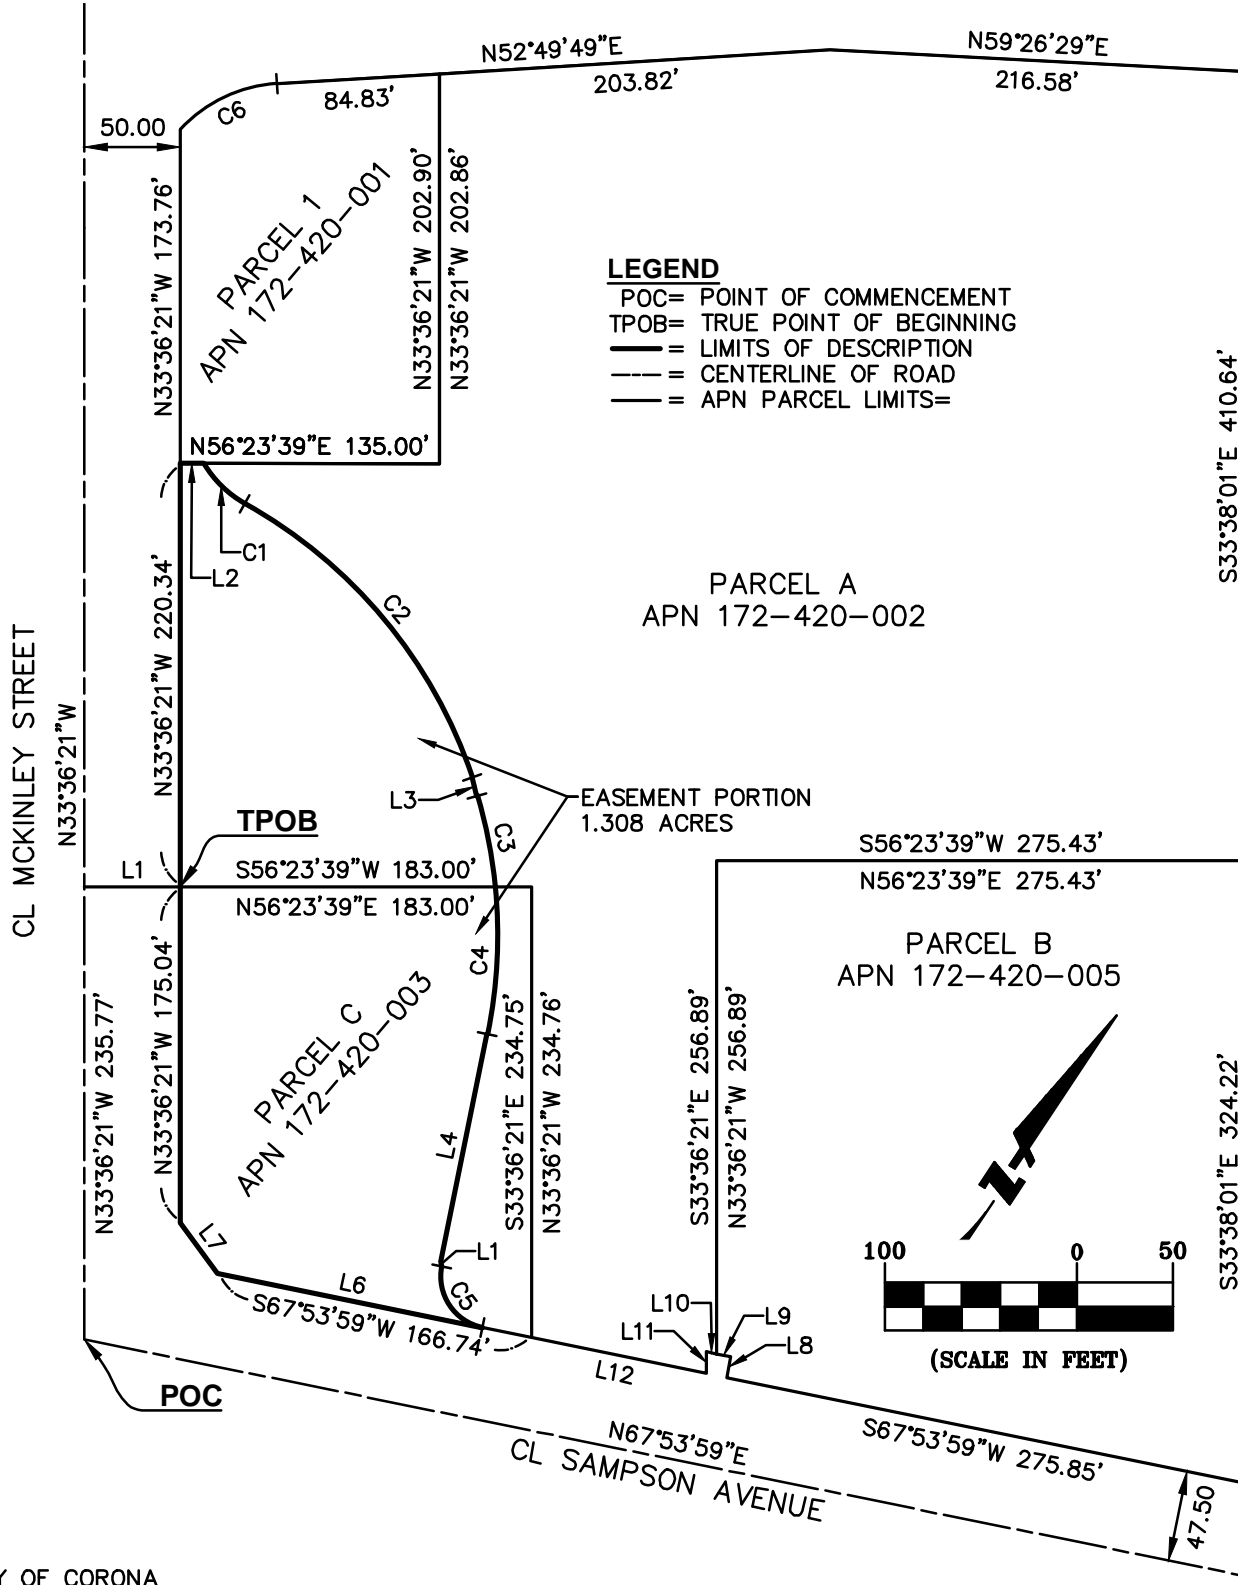 N52°49'49"E
203.82'
N59°26'29"E
216.58'
C6
84.83'
50.00
N33°36'21"W 173.76'
PARCEL 1
APN 172-420-001
N33°36'21"W 202.90'
N33°36'21"W 202.86'
LEGEND
POC= POINT OF COMMENCEMENT
TPOB= TRUE POINT OF BEGINNING
= LIMITS OF DESCRIPTION
= CENTERLINE OF ROAD
= APN PARCEL LIMITS=
S33°38'01"E 410.64'
N56°23'39"E 135.00'
C1
L2
C2
N33°36'21"W 220.34'
PARCEL A
APN 172-420-002
CL MCKINLEY STREET
N33°36'21"W
L3
EASEMENT PORTION
1.308 ACRES
C3
TPOB
L1
S56°23'39"W 183.00'
N56°23'39"E 183.00'
S56°23'39"W 275.43'
N56°23'39"E 275.43'
PARCEL B
APN 172-420-005
C4
N33°36'21"W 235.77'
N33°36'21"W 175.04'
PARCEL C
APN 172-420-003
L4
S33°36'21"E 234.75'
N33°36'21"W 234.76'
S33°36'21"E 256.89'
N33°36'21"W 256.89'
S33°38'01"E 324.22'
N
L7
L1
C5
L6
S67°53'59"W 166.74'
L10
L9
L11
L8
L12
100 0 50
(SCALE IN FEET)
POC
N67°53'59"E
CL SAMPSON AVENUE
S67°53'59"W 275.85'
47.50
Y OF CORONA